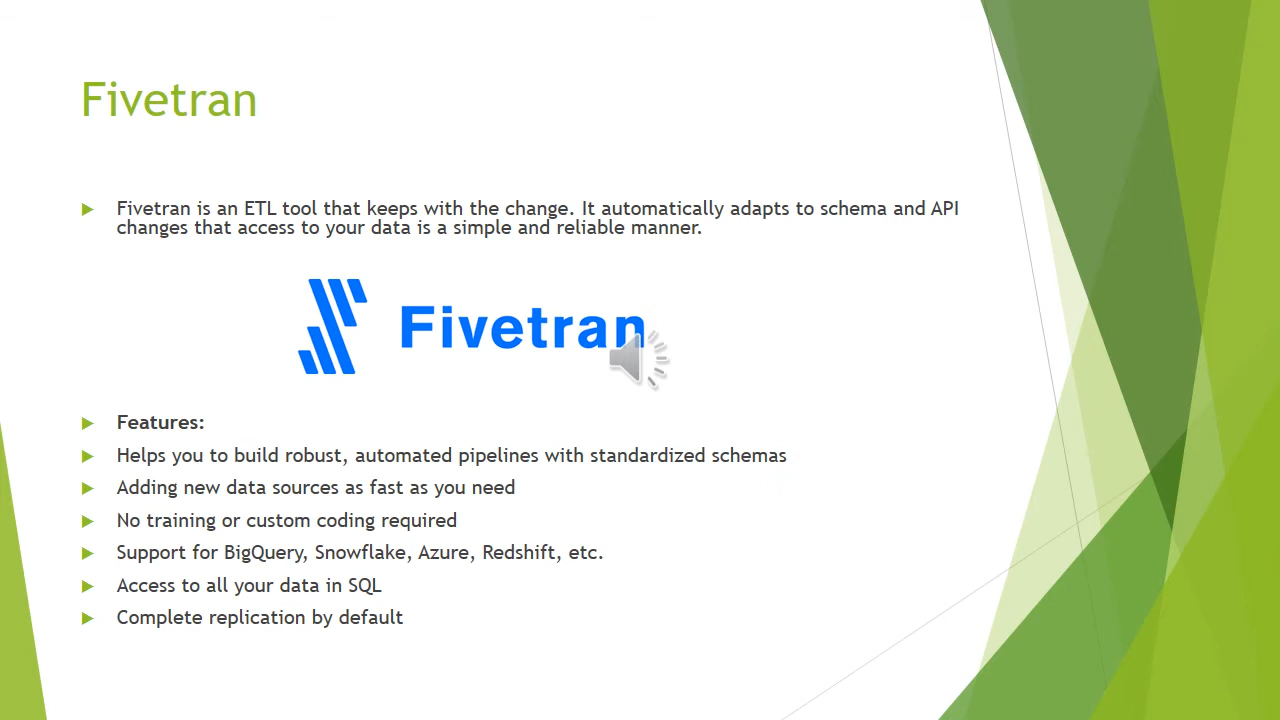 Fivetran
Fivetran is an ETL tool that keeps with the change. It automatically adapts to schema and API
changes that access to your data is a simple and reliable manner.
Fivetran
Features:
Helps you to build robust, automated pipelines with standardized schemas
Adding new data sources as fast as you need
No training or custom coding required
Support for BigQuery, Snowflake, Azure, Redshift, etc.
Access to all your data in SQL
Complete replication by default